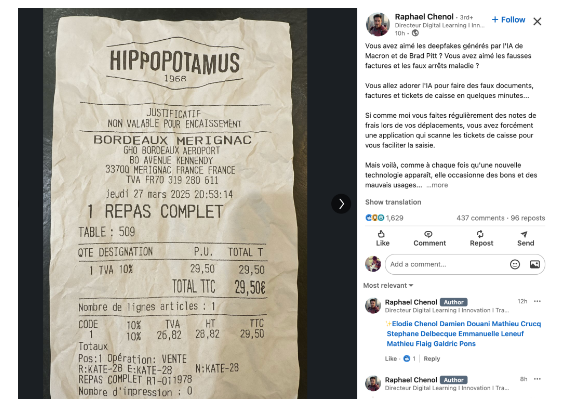 HIPPOPOTAMUS
1968
JUSTIFICATIF
NON VALABLE POUR ENCAISSEMENT
BORDEAUX MERIGNAC
GHO BORDEAUX AEROPORT
BO AVENUE KENNENDY
33700 MERIGNAC FRANCE FRANCE
TVA FR70 319 280 611
jeudi 27 mars 2025 20:53:14
1 REPAS COMPLET
TABLE : 509
QTE DESIGNATION P.U. TOTAL T
1 TVA 10% 29,50 29,50
TOTAL TTC 29,50€
Nombre de lignes articles : 1
CODE 10% TVA HT TTC
1 10% 26,82 28,82 29,50
Totaux
Pos:1 Opération: VENTE
R:KATE-28 E:KATE-28 N:KATE-28
REPAS COMPLET R1-011978
Nombre d'impression : 0
Raphael Chenol · 3rd+
Directeur Digital Learning I Innov...
10h ·
+ Follow
Vous avez aimé les deepfakes générés par l'IA de
Macron et de Brad Pitt ? Vous avez aimé les fausses
factures et les faux arrêts maladie ?
Vous allez adorer l'IA pour faire des faux documents,
factures et tickets de caisse en quelques minutes...
Si comme moi vous faites régulièrement des notes de
frais lors de vos déplacements, vous avez forcément
une application qui scanne les tickets de caisse pour
vous faciliter la saisie.
Mais voilà, comme à chaque fois qu'une nouvelle
technologie apparaît, elle occasionne des bons et des
mauvais usages... ...more
Show translation
1,629
437 comments · 96 reposts
Like
Comment
Repost
Send
Add a comment...
Most relevant
Raphael Chenol Author 12h
Directeur Digital Learning I Innovation I Tra...
Elodie Chenol Damien Douani Mathieu Crucq
Stephane Delbecque Emmanuelle Leneuf
Mathieu Flaig Galdric Pons
Like · 1 | Reply
Raphael Chenol Author 8h
Directeur Digital Learning I Innovation I Tra...